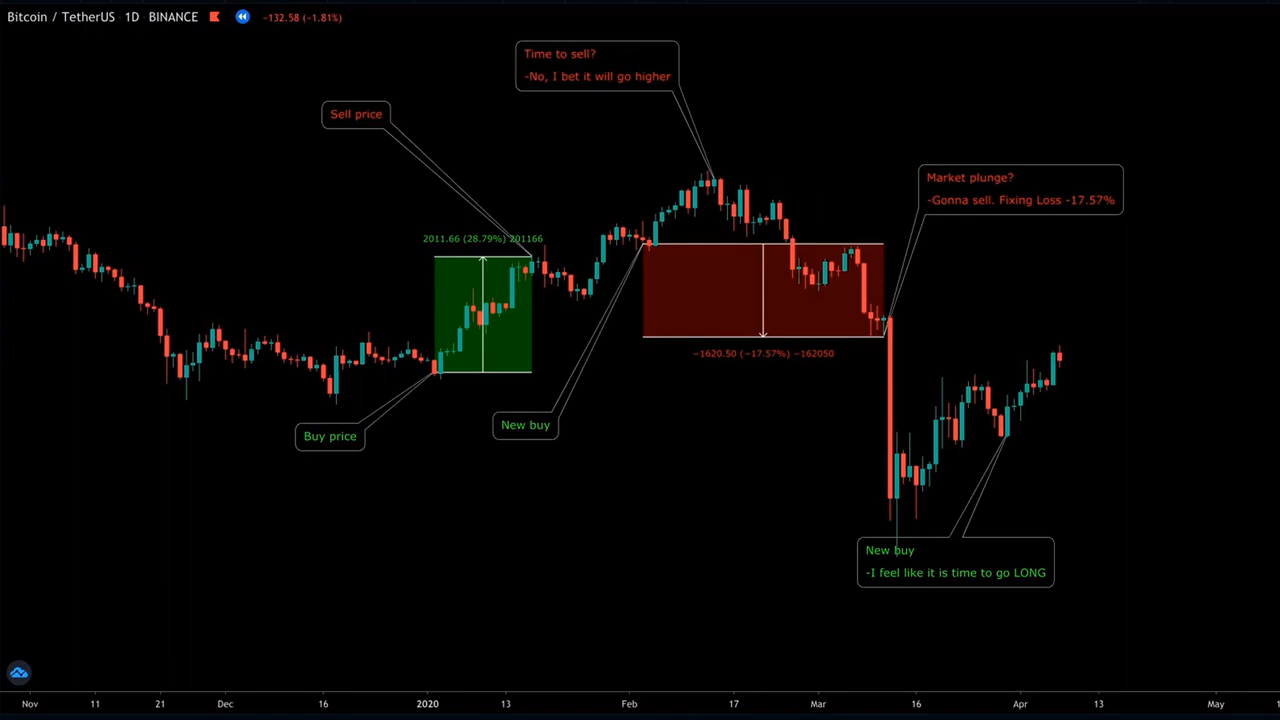 Bitcoin / TetherUS 1D BINANCE −132.58 (−1.81%)
Time to sell?
-No, I bet it will go higher
Sell price
Market plunge?
-Gonna sell. Fixing Loss -17.57%
2011.66 (28.79%) 201166
−1620.50 (−17.57%) −162050
New buy
Buy price
New buy
-I feel like it is time to go LONG
Nov 11 21 Dec 16 2020 13 Feb 17 Mar 16 Apr 13 May